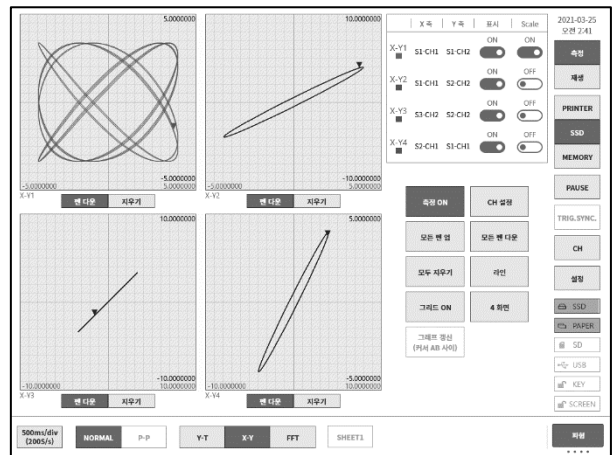 5.0000000
-5.0000000
-5.0000000
5.0000000
X-Y1
펜 다운
지우기
10.0000000
-10.0000000
-5.0000000
5.0000000
X-Y2
펜 다운
지우기
10.0000000
-10.0000000
-10.0000000
10.0000000
X-Y3
펜 다운
지우기
5.0000000
-5.0000000
-10.0000000
10.0000000
X-Y4
펜 다운
지우기
X 축 Y 축 표시 Scale
X-Y1 S1-CH1 S1-CH2 ON ON
X-Y2 S1-CH1 S1-CH2 ON OFF
X-Y3 S2-CH1 S2-CH2 ON OFF
X-Y4 S2-CH1 S1-CH2 ON OFF
측정 ON
CH 설정
모든 펜 업
모든 펜 다운
모두 지우기
라인
그리드 ON
4 화면
그래프 갱신
(커서 AB 사이)
2021-03-25
오전 2:41
측정
재생
PRINTER
SSD
MEMORY
PAUSE
TRIG.SYNC.
CH
설정
SSD
PAPER
SD
USB
KEY
SCREEN
500ms/div
(200S/s)
NORMAL
P-P
Y-T
X-Y
FFT
SHEET1
파형